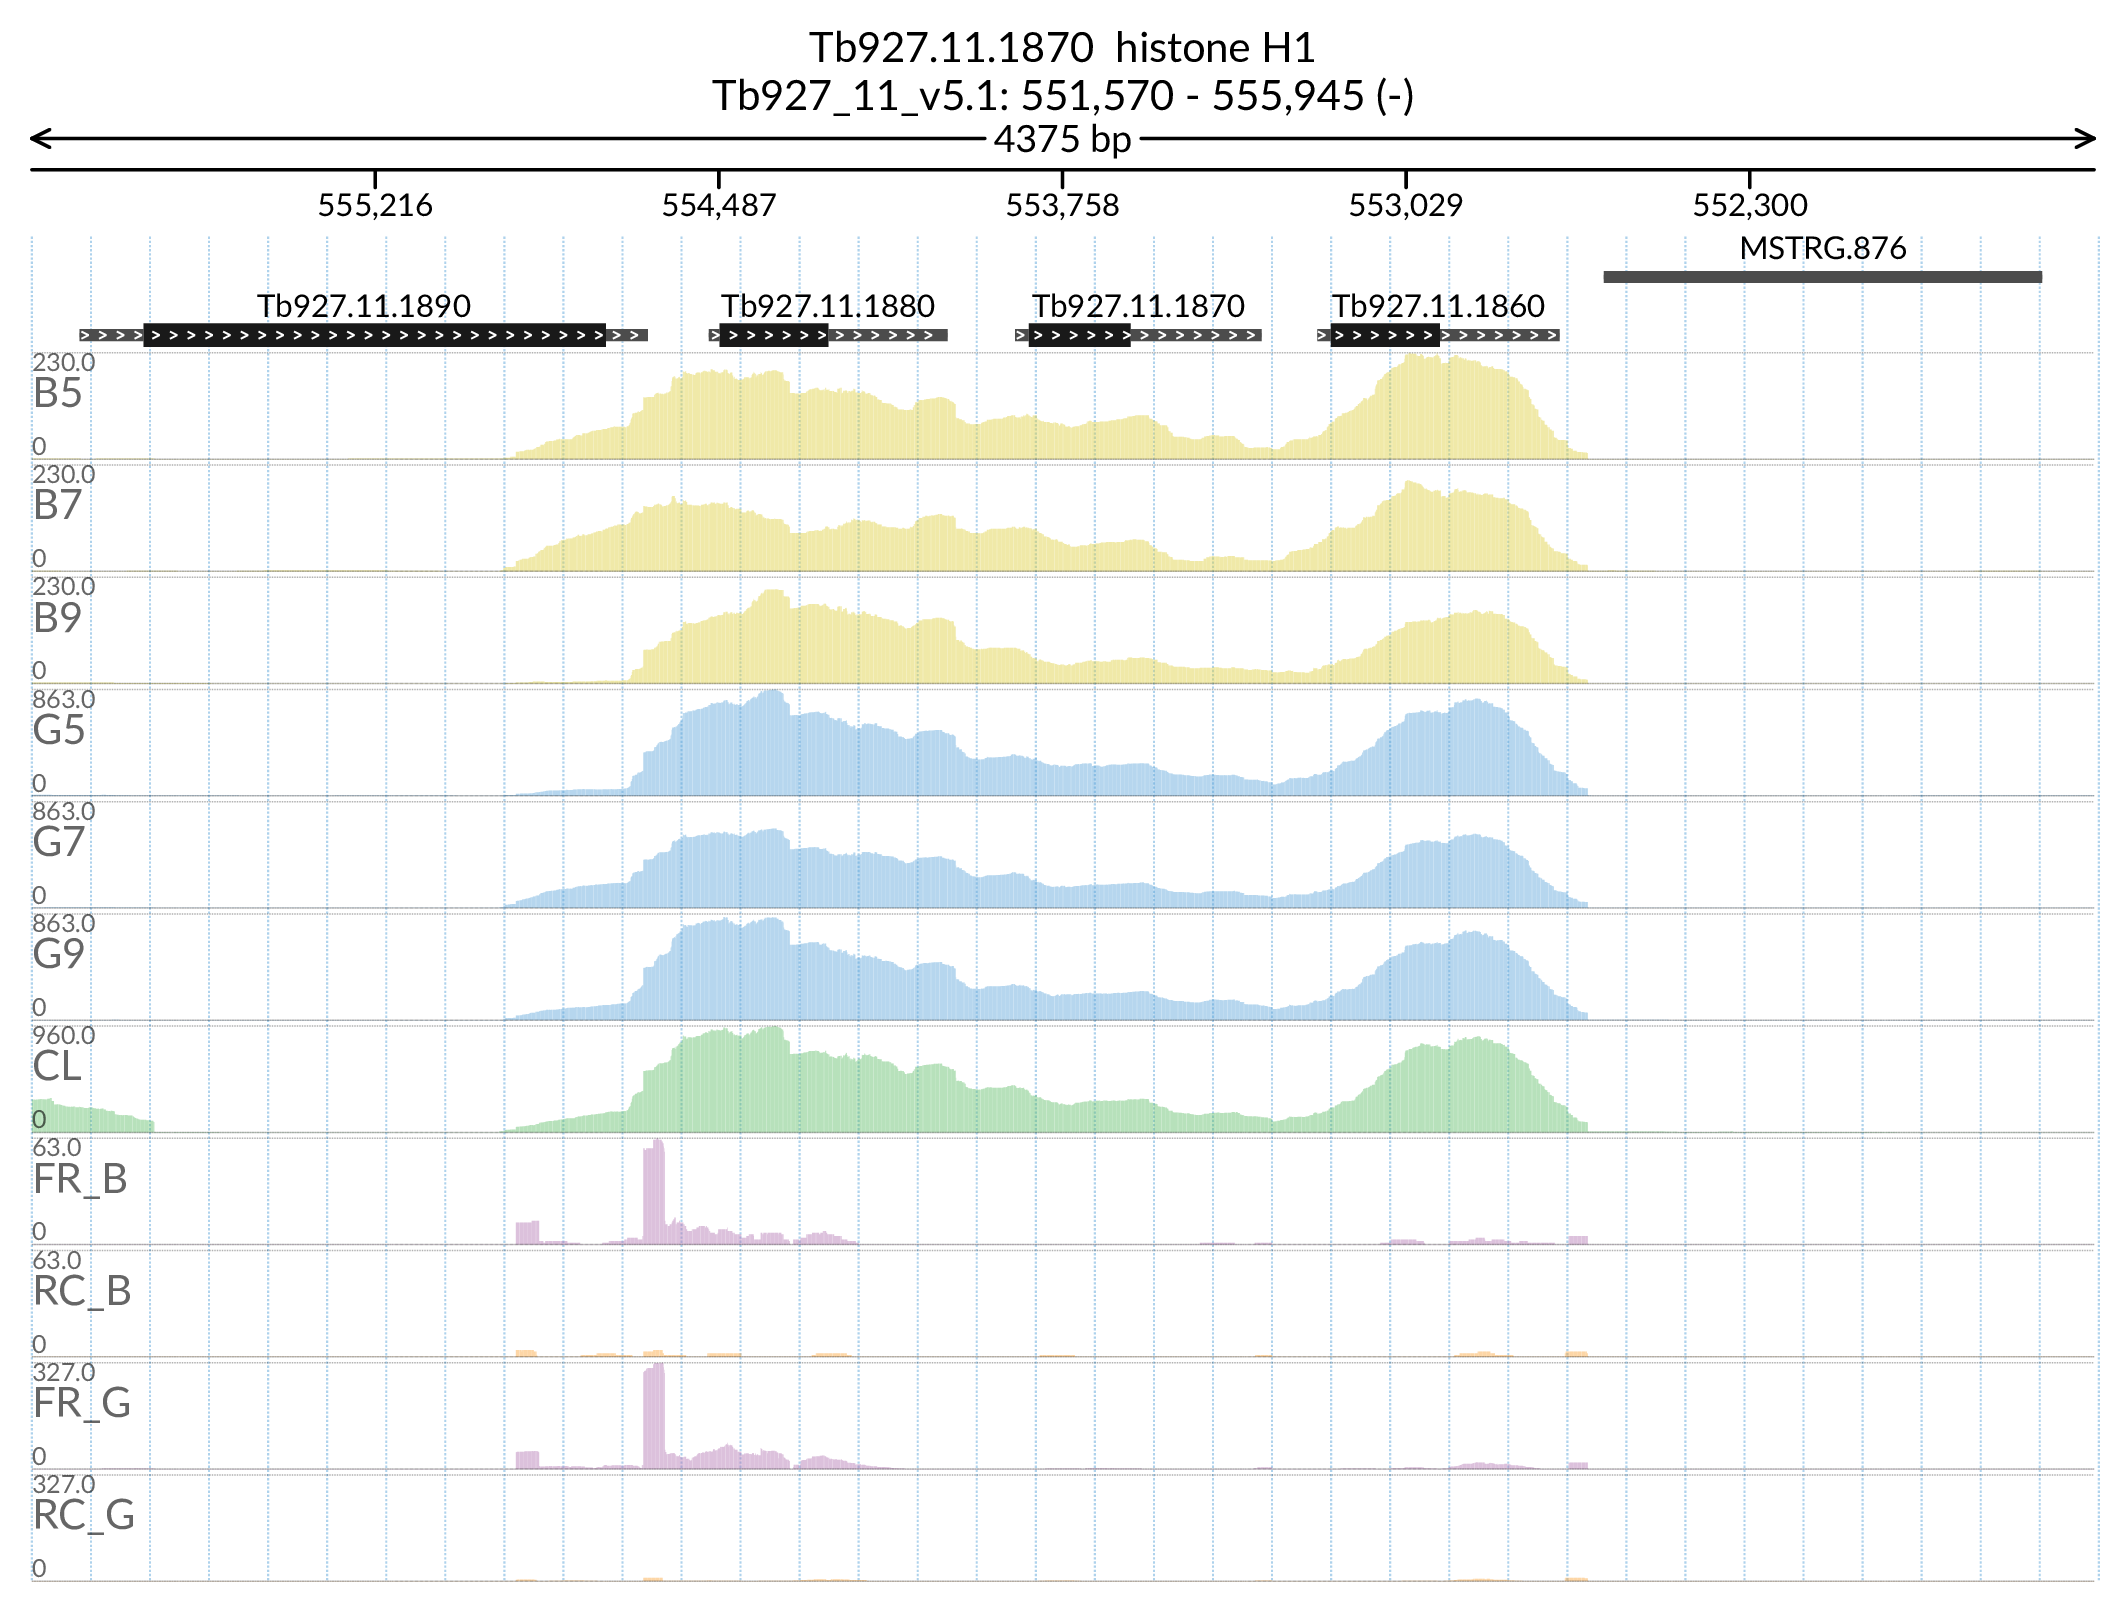 Tb927.11.1870 histone H1
Tb927_11_v5.1: 551,570 - 555,945 (-)
4375 bp
555,216 554,487 553,758 553,029 552,300
MSTRG.876
Tb927.11.1890 Tb927.11.1880 Tb927.11.1870 Tb927.11.1860
230.0
B5
0
230.0
B7
0
230.0
B9
0
863.0
G5
0
863.0
G7
0
863.0
G9
0
960.0
CL
0
63.0
FR_B
0
63.0
RC_B
0
327.0
FR_G
0
327.0
RC_G
0